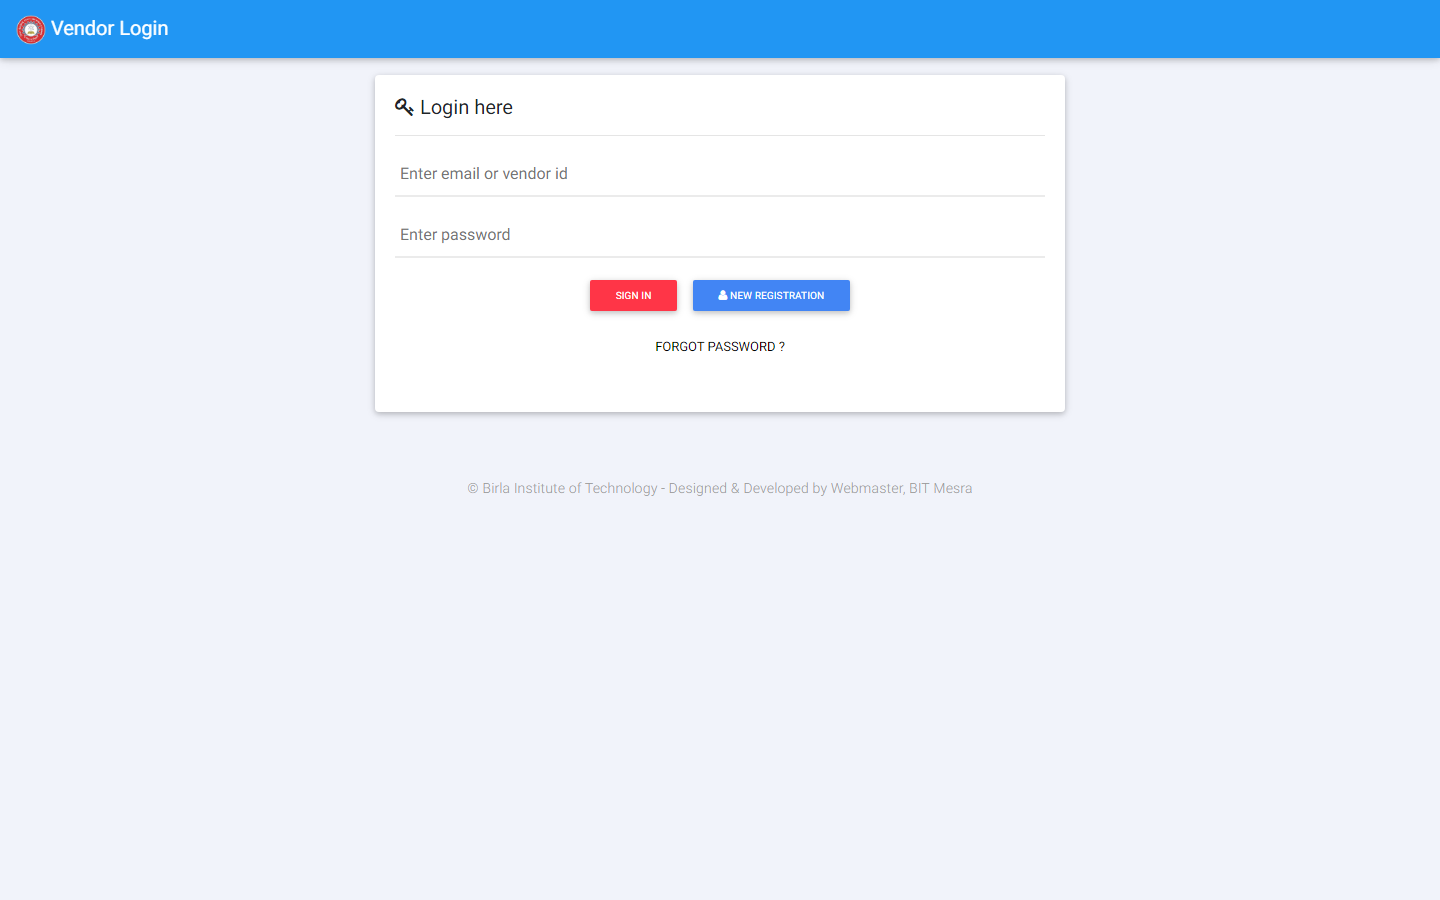 Vendor Login
Login here
Enter email or vendor id
Enter password
SIGN IN
NEW REGISTRATION
FORGOT PASSWORD ?
© Birla Institute of Technology - Designed & Developed by Webmaster, BIT Mesra